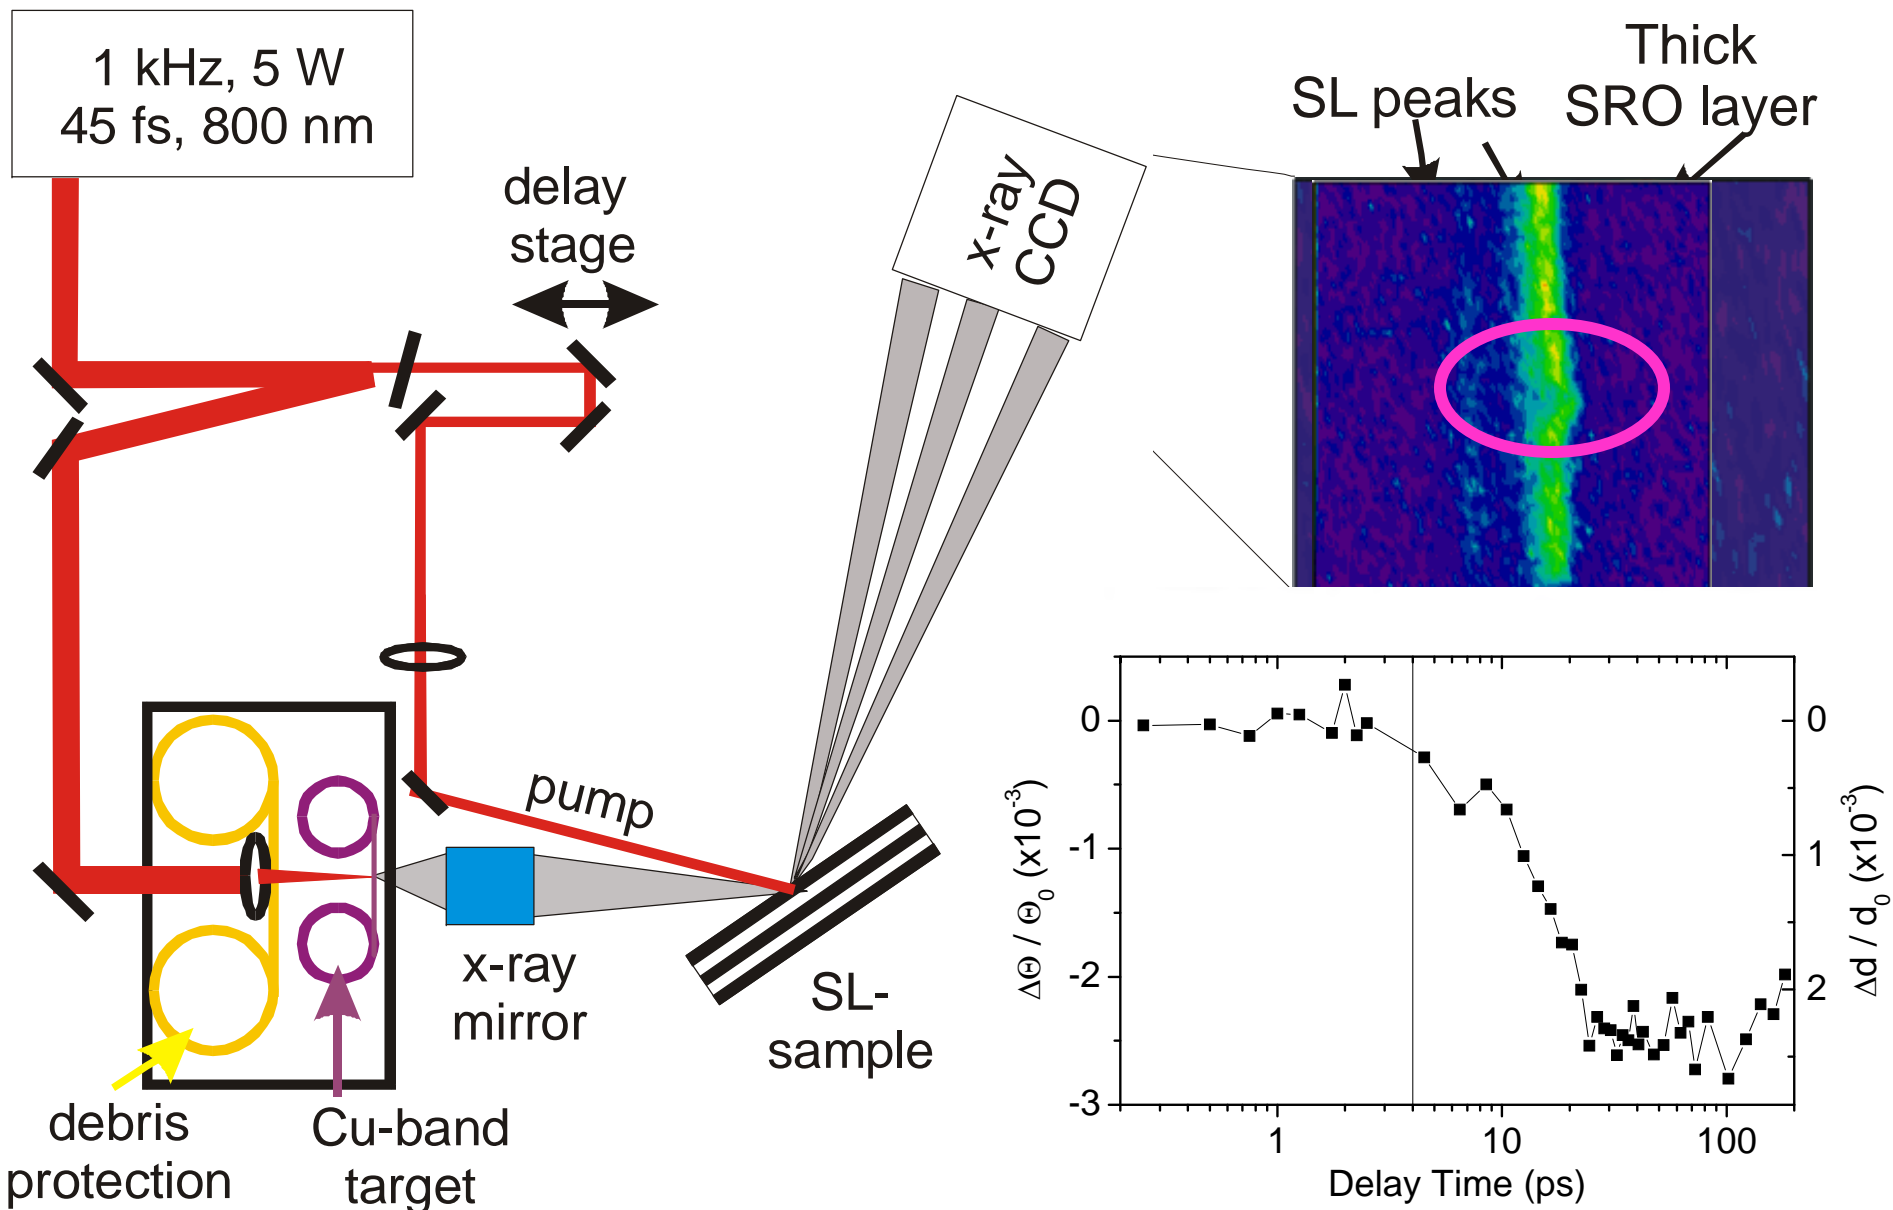 1 kHz, 5 W
45 fs, 800 nm
delay
stage
x-ray
CCD
SL peaks
Thick
SRO layer
pump
x-ray
mirror
SL-
sample
debris
protection
Cu-band
target
0
-1
-2
-3
ΔΘ / Θ₀ (x10⁻³)
0
1
2
Δd / d₀ (x10⁻³)
1
10
100
Delay Time (ps)